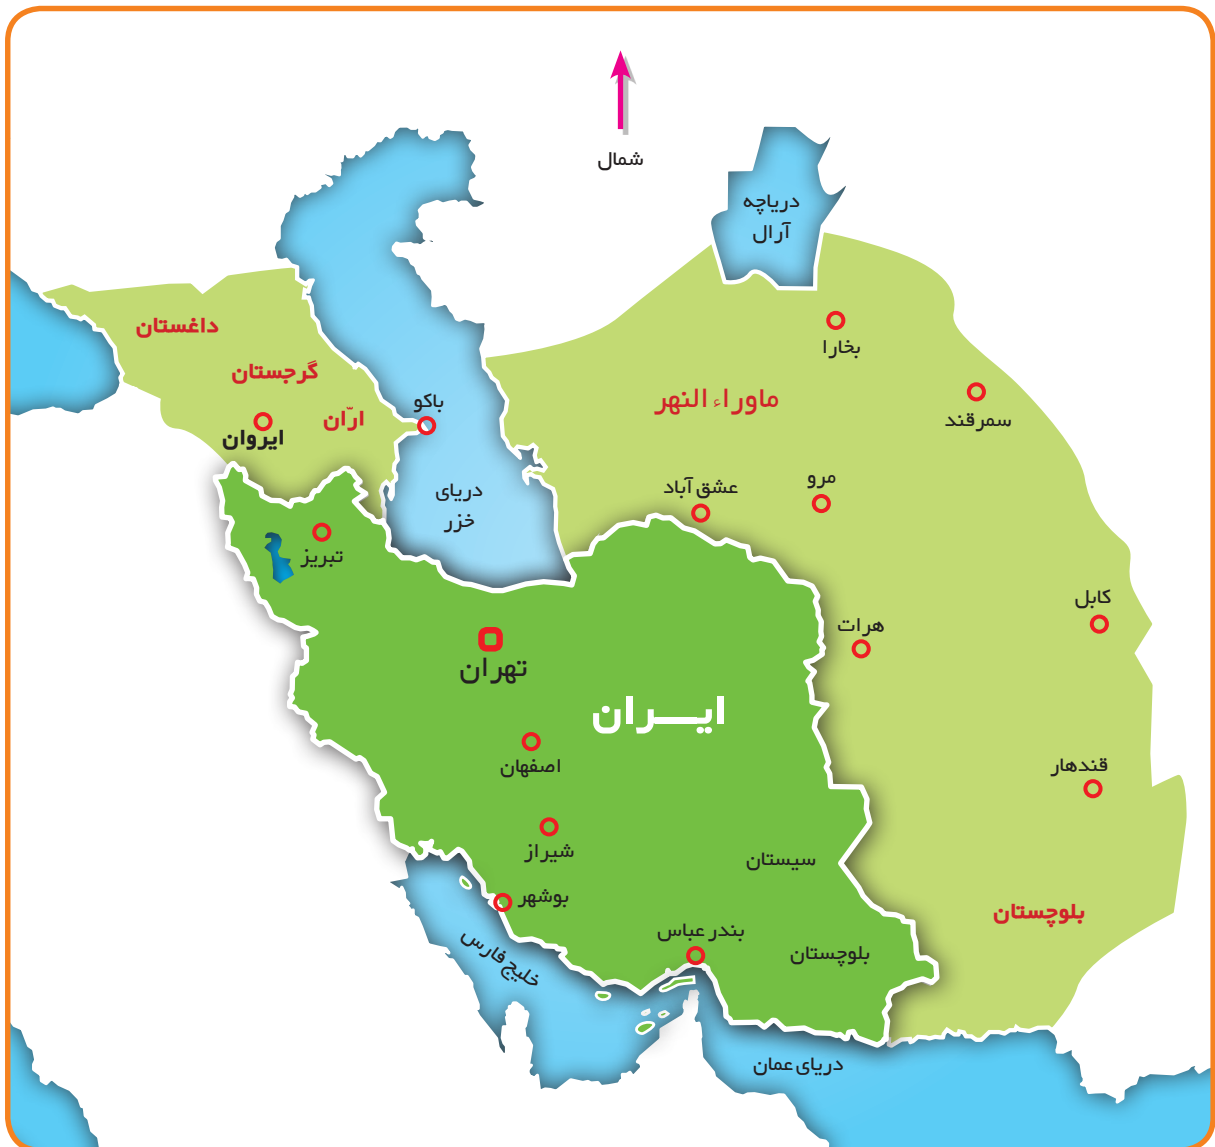 شمال
دریاچه
آرال
داغستان
گرجستان
ارّان
ایروان
باکو
دریای
خزر
بخارا
ماوراء النهر
سمرقند
مرو
عشق آباد
تبریز
کابل
هرات
تهران
ایـــران
اصفهان
قندهار
شیراز
سیستان
بوشهر
بلوچستان
بندر عباس
خلیج فارس
بلوچستان
دریای عمان